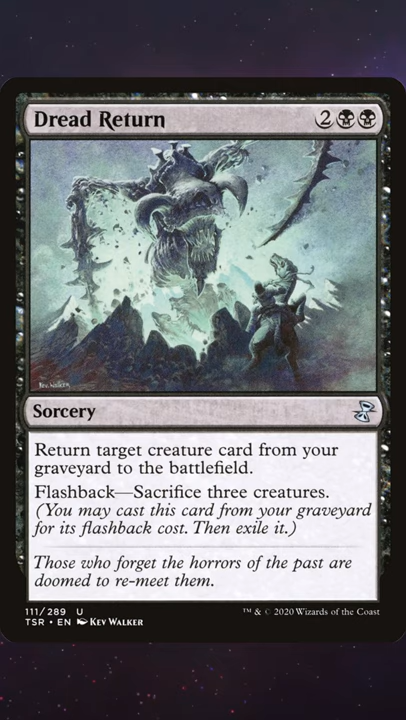 Dread Return 2
Kev. Walker
Sorcery
Return target creature card from your
graveyard to the battlefield.
Flashback—Sacrifice three creatures.
(You may cast this card from your graveyard
for its flashback cost. Then exile it.)
Those who forget the horrors of the past are
doomed to re-meet them.
111/289 U
TSR • EN Kev Walker
™ & © 2020 Wizards of the Coast